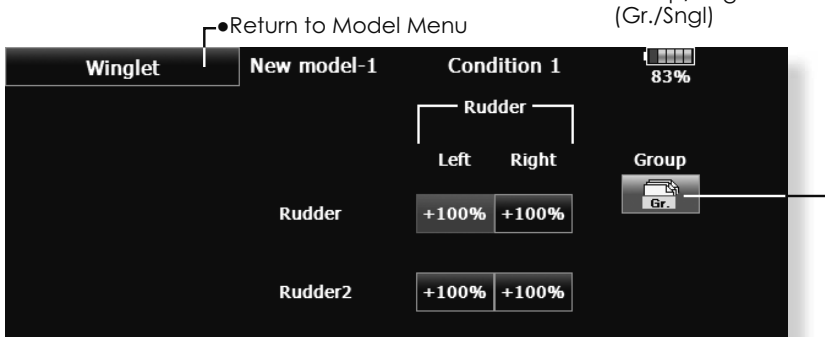 ●Return to Model Menu
(Gr./Sngl)
Winglet New model-1 Condition 1 83%
Rudder
Left Right Group
Gr.
Rudder +100% +100%
Rudder2 +100% +100%